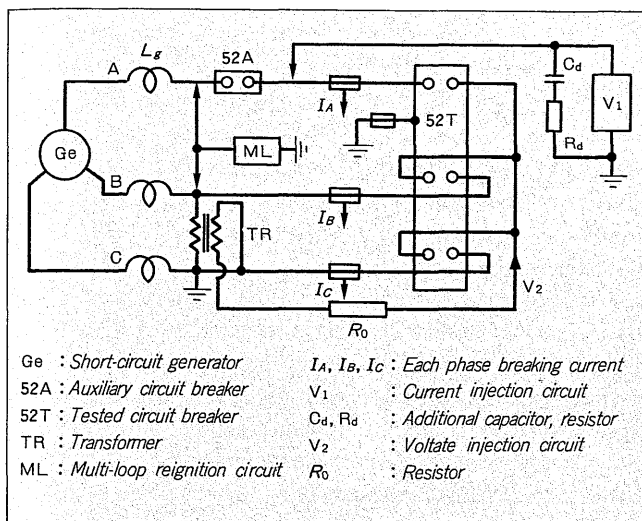 A
Lg
52A
Cd
V1
IA
52T
Rd
Ge
ML
B
IB
TR
C
V2
IC
R0
Ge : Short-circuit generator
52A : Auxiliary circuit breaker
52T : Tested circuit breaker
TR : Transformer
ML : Multi-loop reignition circuit
IA, IB, IC : Each phase breaking current
V1 : Current injection circuit
Cd, Rd : Additional capacitor, resistor
V2 : Voltate injection circuit
R0 : Resistor